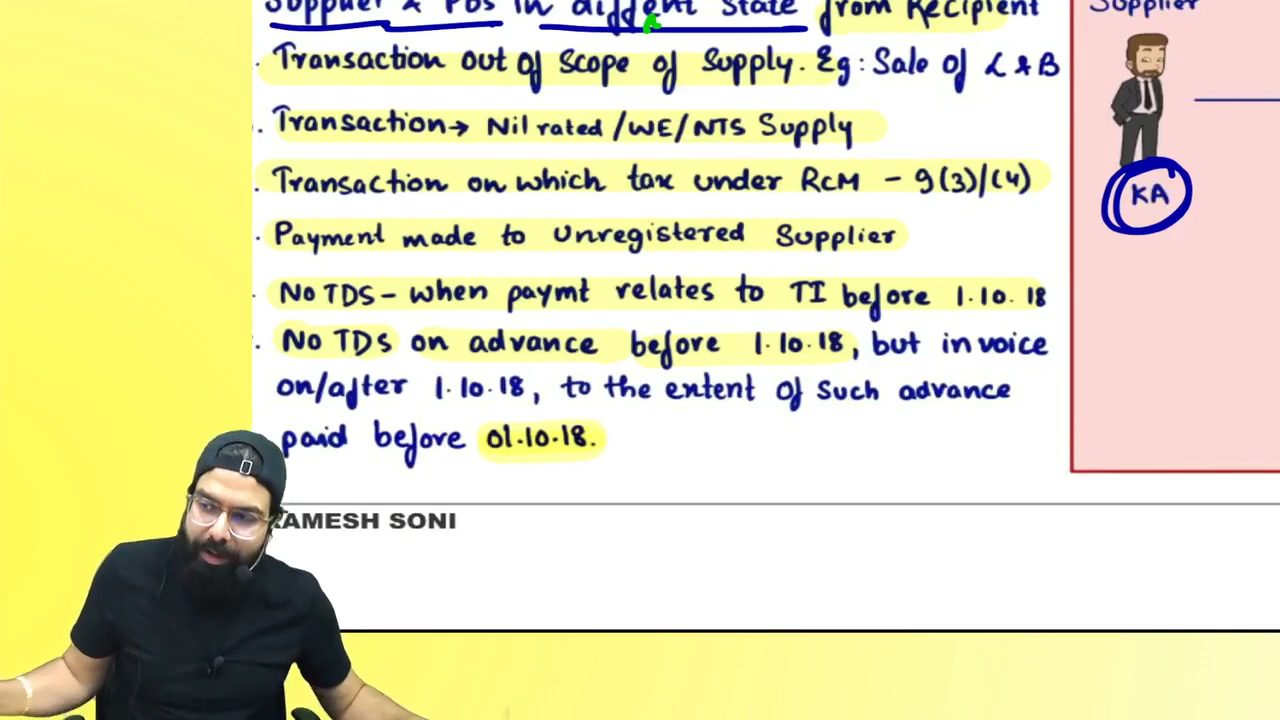 Supplier & POS in different State from Recipient
Supplier
Transaction out of scope of Supply. Eg: Sale of L & B
Transaction → Nil rated /WE/NTS Supply
Transaction on which tax under RCM - 9(3)/(4)
KA
Payment made to Unregistered Supplier
No TDS - when paymt relates to TI before 1.10.18
No TDS on advance before 1.10.18, but invoice
on/after 1.10.18, to the extent of such advance
paid before 01.10.18.
RAMESH SONI